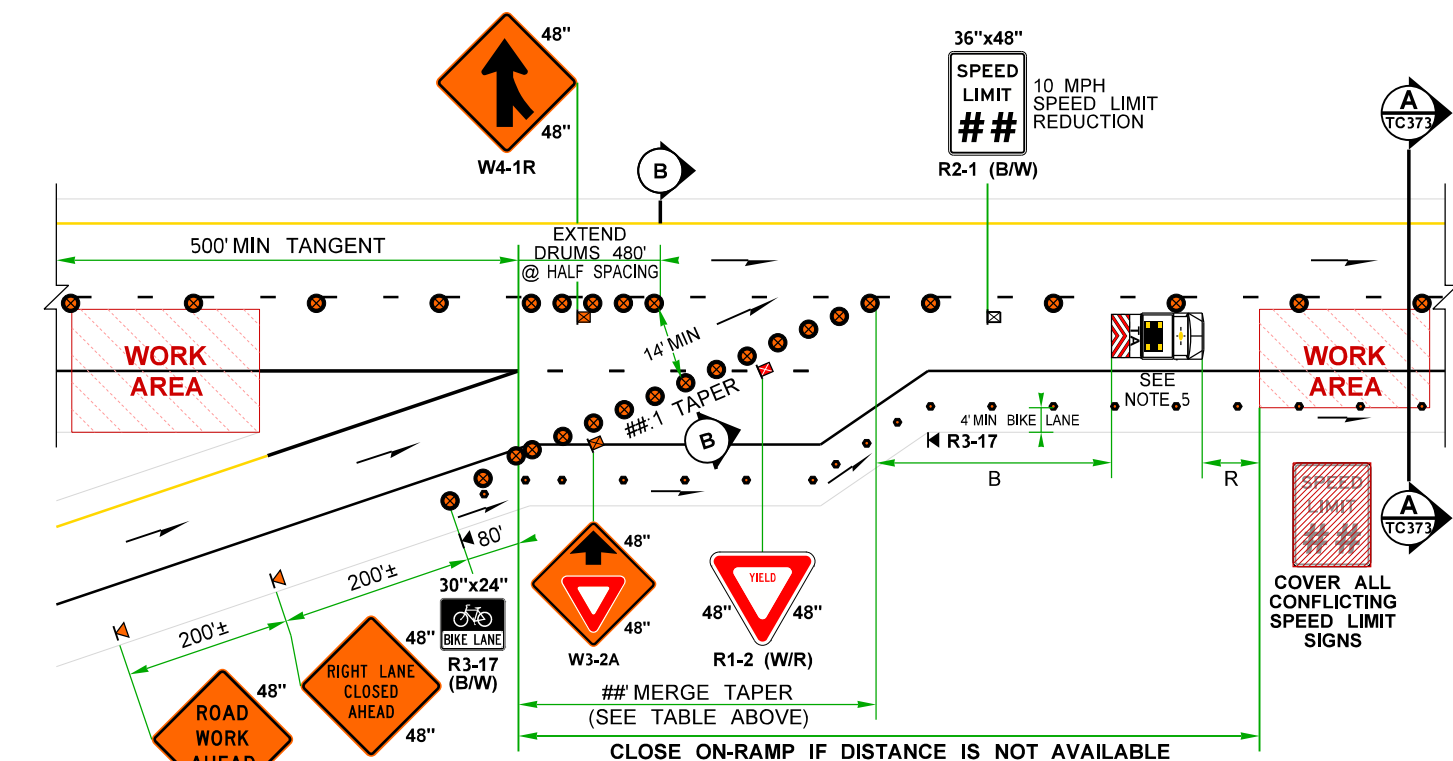 48"
48"
W4-1R
36"x48"
SPEED
LIMIT
##
R2-1 (B/W)
10 MPH
SPEED LIMIT
REDUCTION
A
TC373
B
500' MIN TANGENT
EXTEND
DRUMS 480'
@ HALF SPACING
14' MIN
##:1 TAPER
B
WORK
AREA
WORK
AREA
SEE
NOTE 5
4' MIN BIKE LANE
R3-17
B
R
A
TC373
SPEED
LIMIT
##
COVER ALL
CONFLICTING
SPEED LIMIT
SIGNS
80'
200'±
200'±
30"x24"
BIKE LANE
R3-17
(B/W)
48"
48"
W3-2A
YIELD
48"
48"
R1-2 (W/R)
RIGHT LANE
CLOSED
AHEAD
48"
48"
ROAD
WORK
AHEAD
48"
##' MERGE TAPER
(SEE TABLE ABOVE)
CLOSE ON-RAMP IF DISTANCE IS NOT AVAILABLE